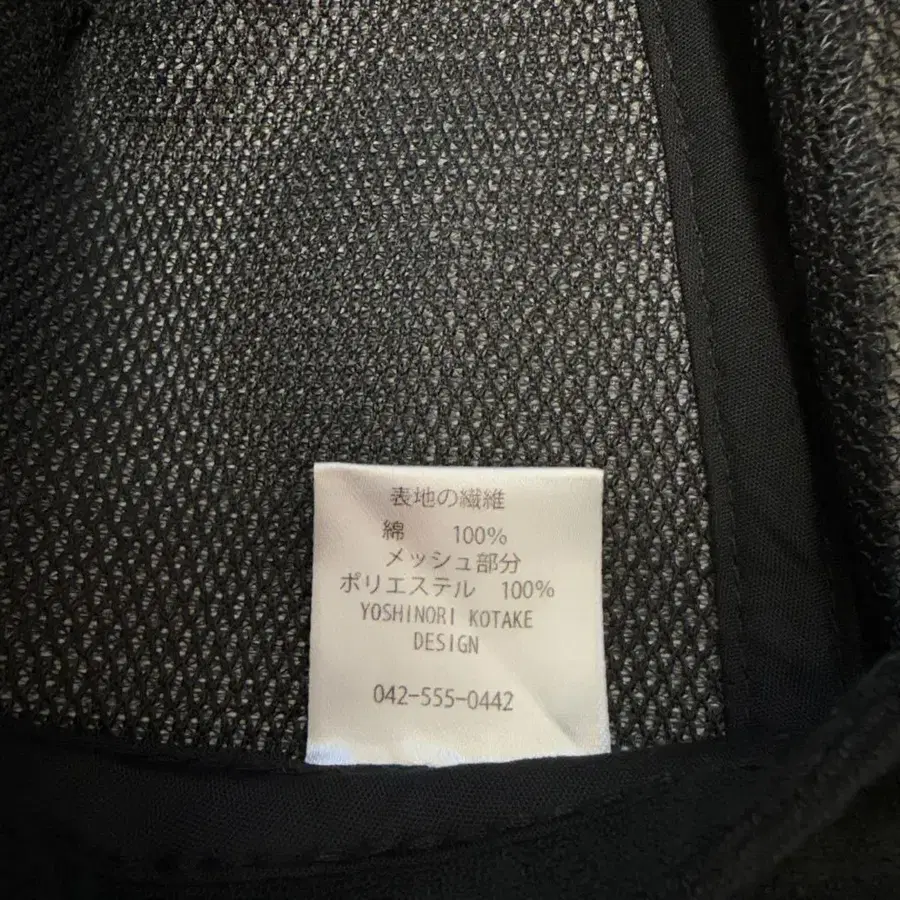 表地の繊維
綿 100%
メッシュ部分
ポリエステル 100%
YOSHINORI KOTAKE
DESIGN
042-555-0442